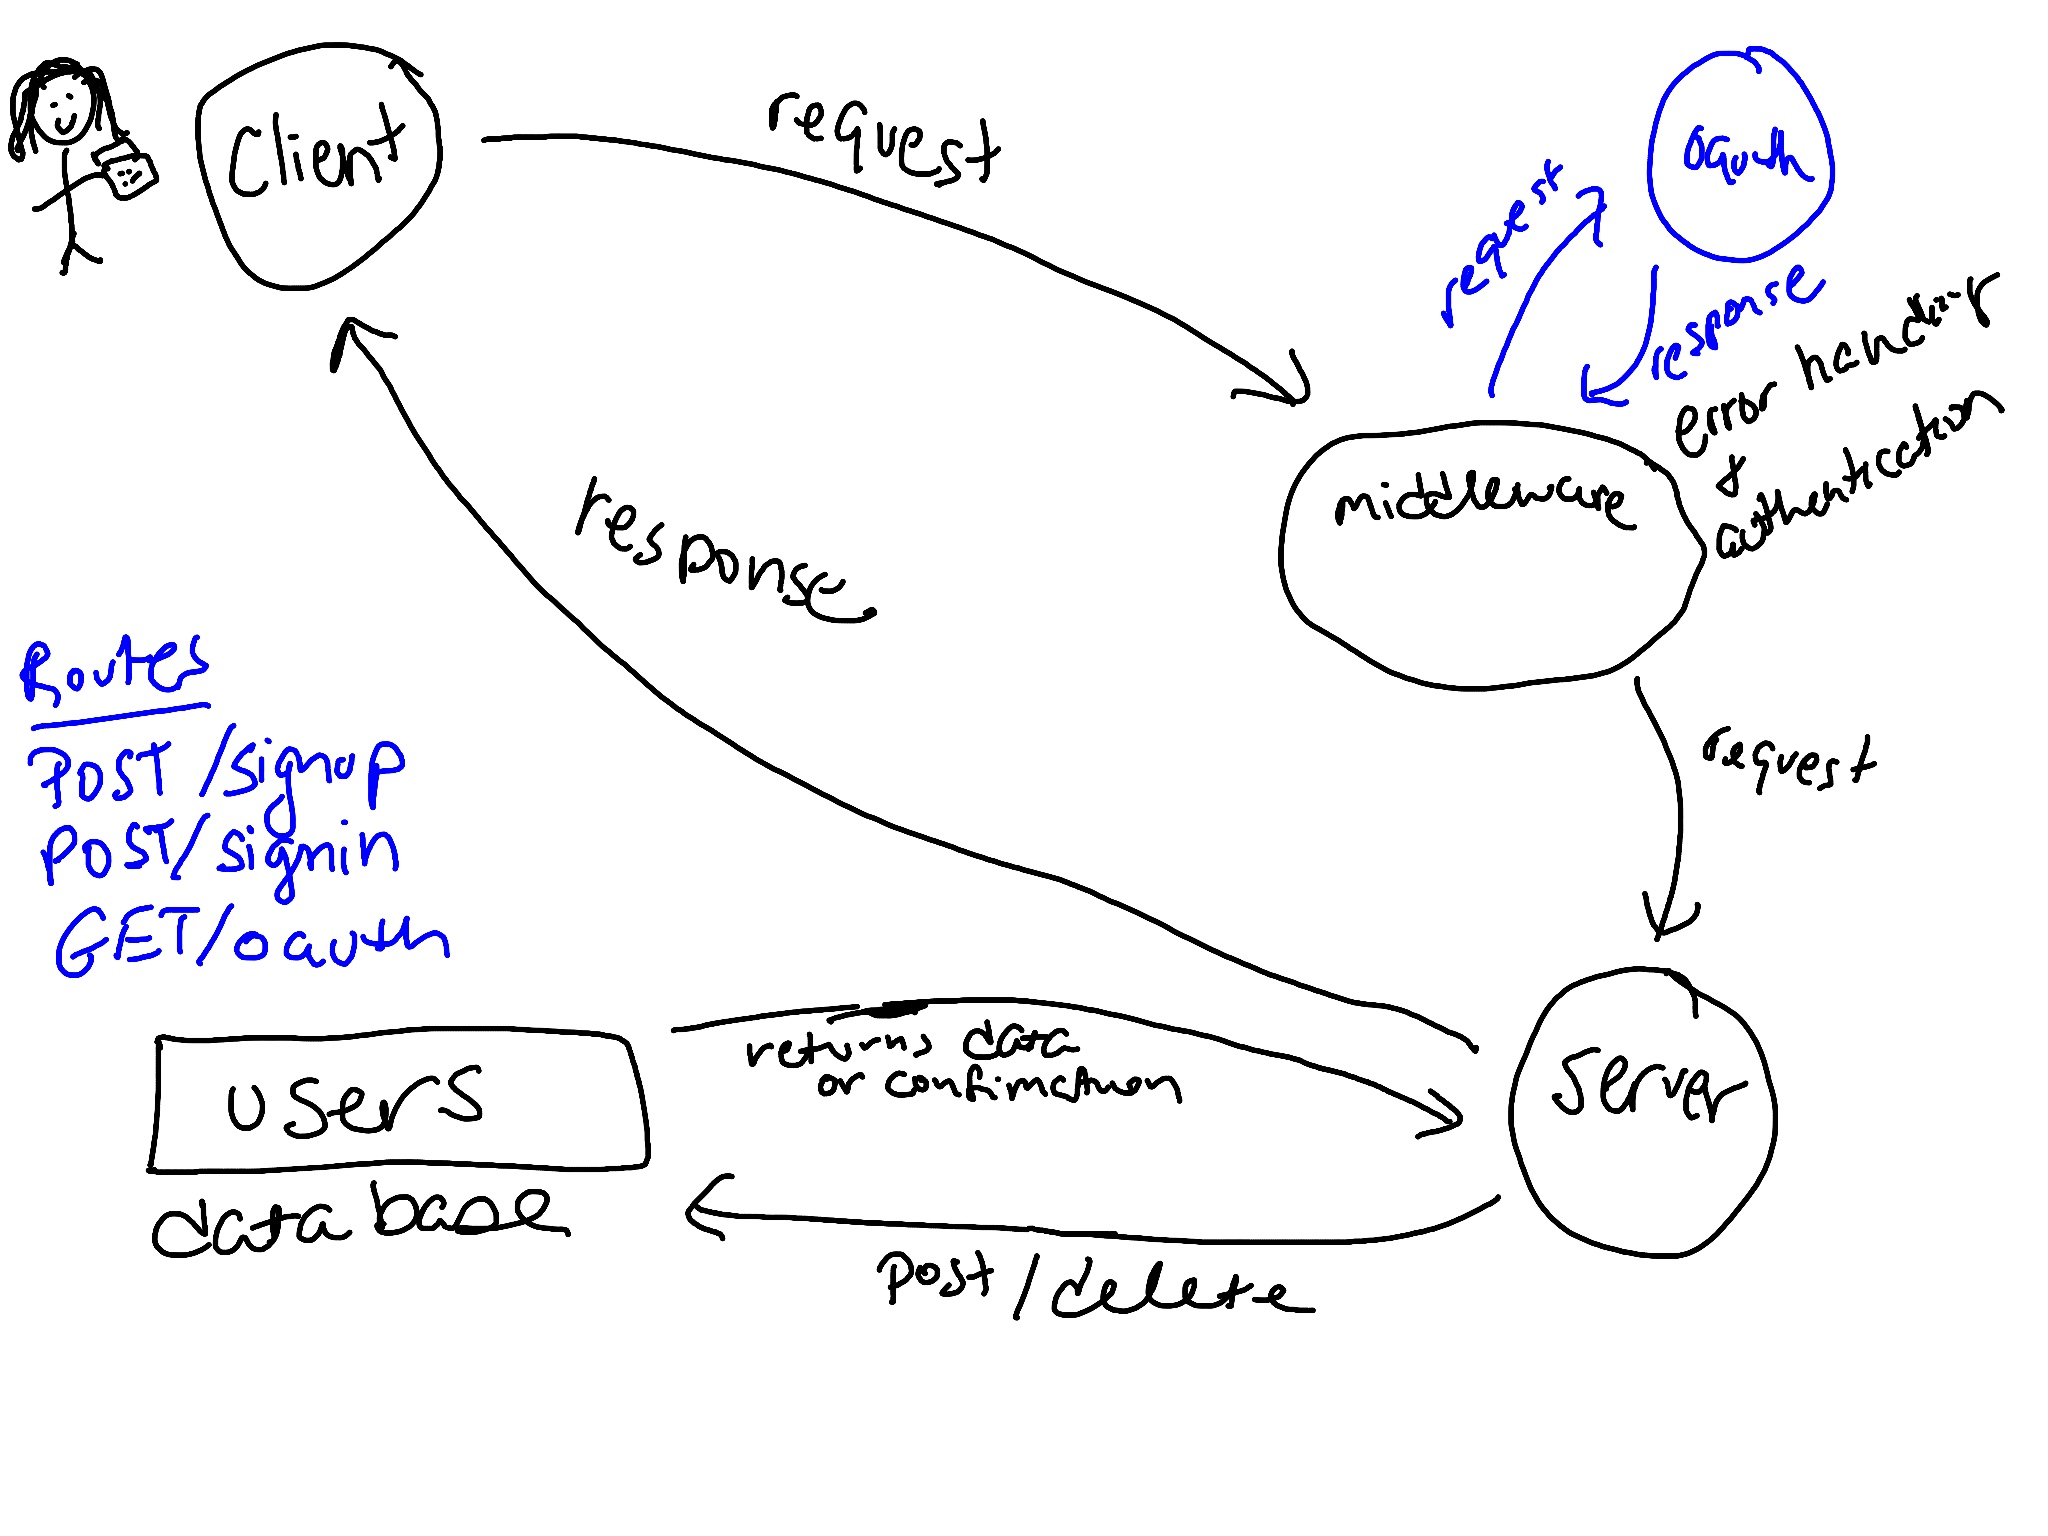 Client
request
oauth
request
response
error handling
&
authentication
middleware
response
request
Routes
POST /signup
POST/signin
GET/oauth
returns data
or confirmation
users
database
server
post/delete